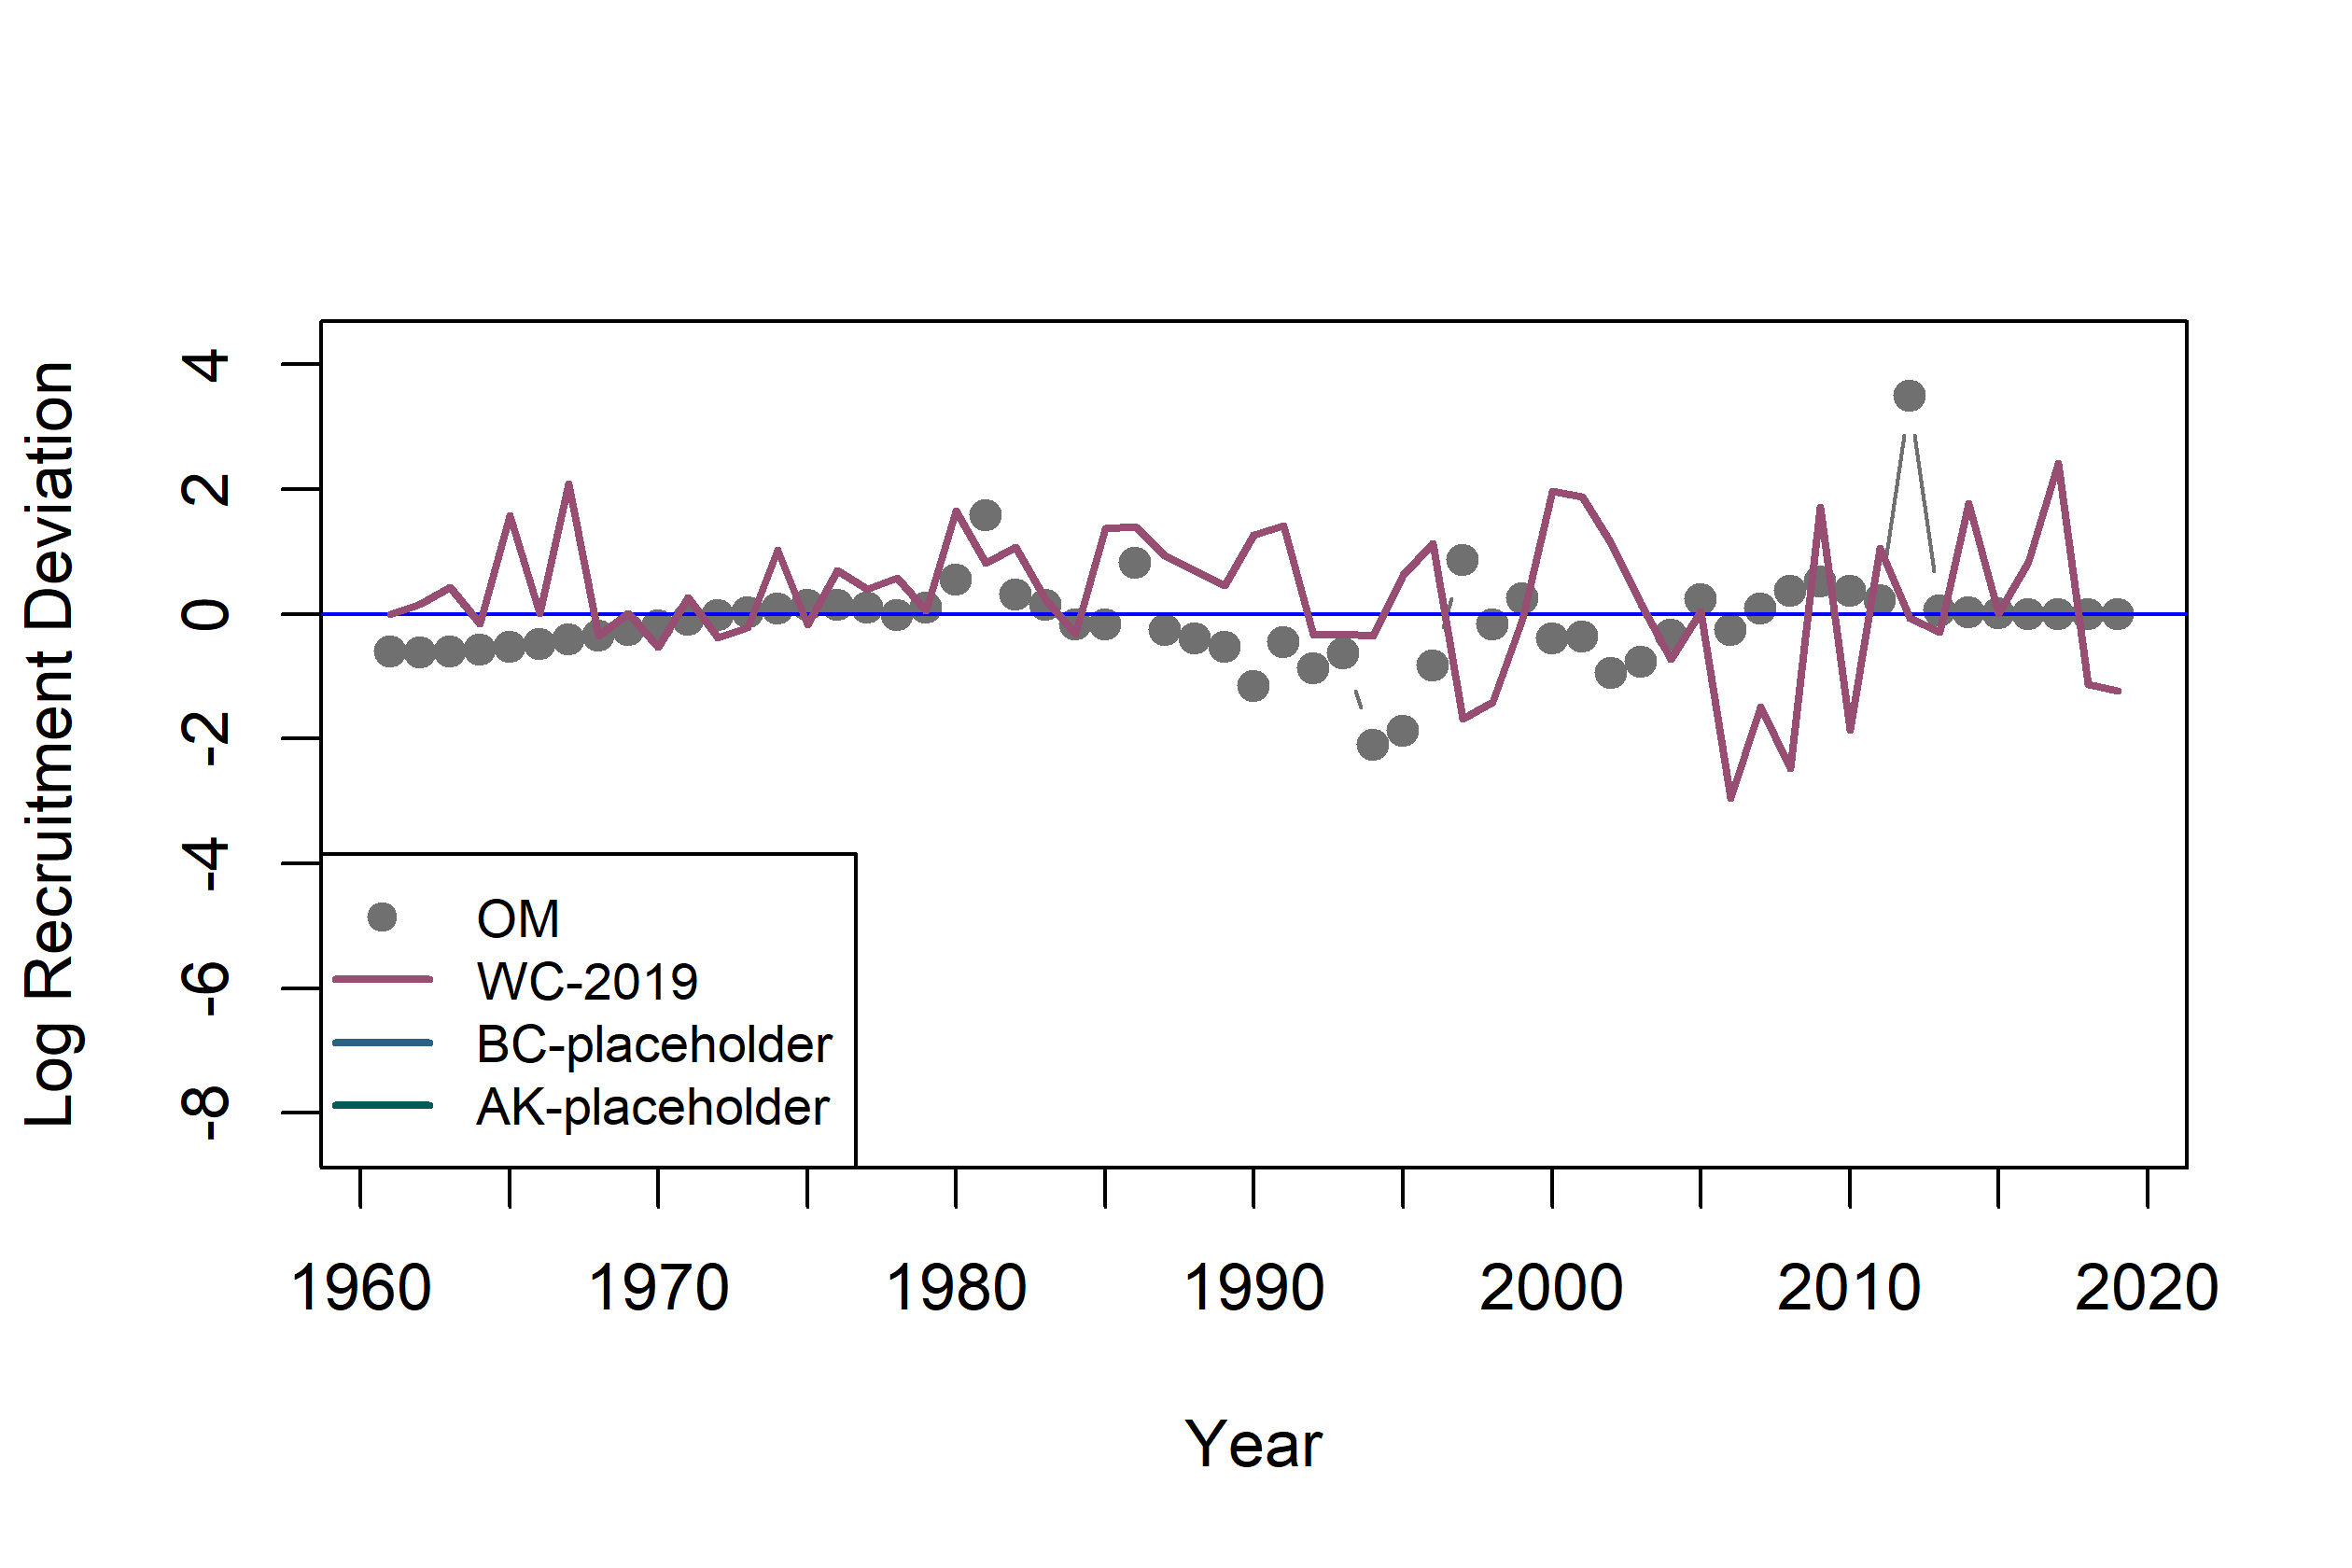 Log Recruitment Deviation
4
2
0
-2
-4
-6
-8
OM
WC-2019
BC-placeholder
AK-placeholder
1960 1970 1980 1990 2000 2010 2020
Year